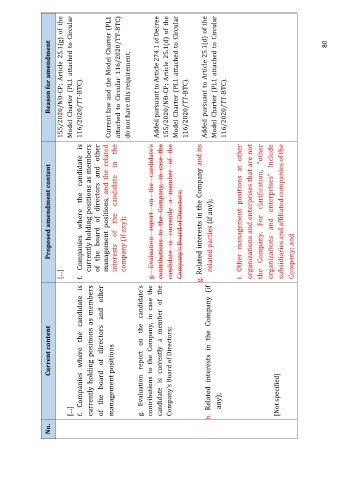 No.
Current content
Proposed amendment content
Reason for amendment
[...]
f. Companies where the candidate is
currently holding positions as members
of the board of directors and other
management positions
g. Evaluation report on the candidate's
contributions to the Company, in case the
candidate is currently a member of the
Company's Board of Directors;
h. Related interests in the Company (if
any);
[Not specified]
[...]
f. Companies where the candidate is
currently holding positions as members
of the board of directors and other
management positions, and the related
interests of the candidate in the
company (if any);
g. Evaluation report on the candidate's
contributions to the Company, in case the
candidate is currently a member of the
Company's Board of Directors;
g. Related interests in the Company and its
related parties (if any);
i. Other management positions at other
organizations and enterprises that are not
the Company. For clarification, "other
organizations and enterprises" include
subsidiaries and affiliated companies of the
Company; and
155/2020/NĐ-CP; Article 25.1(g) of the
Model Charter (PL1 attached to Circular
116/2020/TT-BTC).
Current law and the Model Charter (PL1
attached to Circular 116/2020/TT-BTC)
do not have this requirement.
Added pursuant to Article 274.1 of Decree
155/2020/NĐ-CP; Article 25.1(d) of the
Model Charter (PL1 attached to Circular
116/2020/TT-BTC).
Added pursuant to Article 25.1(d) of the
Model Charter (PL1 attached to Circular
116/2020/TT-BTC).
80